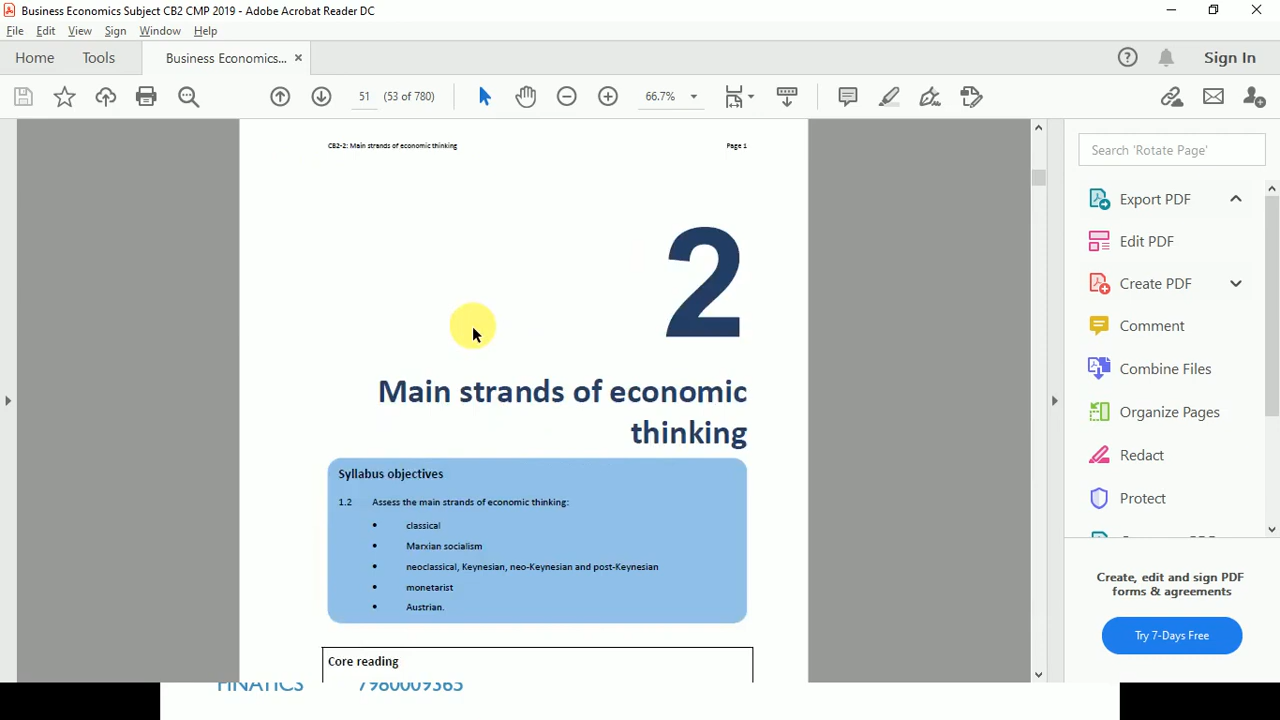 Business Economics Subject CB2 CMP 2019 - Adobe Acrobat Reader DC
File Edit View Sign Window Help
Home Tools Business Economics... × Sign In
51 (53 of 780) 66.7%
CB2-2: Main strands of economic thinking Page 1
2
Main strands of economic
thinking
Syllabus objectives
1.2 Assess the main strands of economic thinking:
• classical
• Marxian socialism
• neoclassical, Keynesian, neo-Keynesian and post-Keynesian
• monetarist
• Austrian.
Core reading
FINATICS 7980009365
Search 'Rotate Page'
Export PDF
Edit PDF
Create PDF
Comment
Combine Files
Organize Pages
Redact
Protect
Create, edit and sign PDF
forms & agreements
Try 7-Days Free